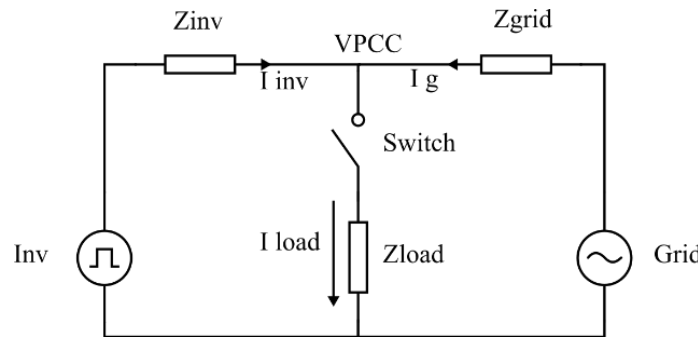 Zinv
VPCC
Zgrid
I inv
I g
Switch
Inv
I load
Zload
Grid